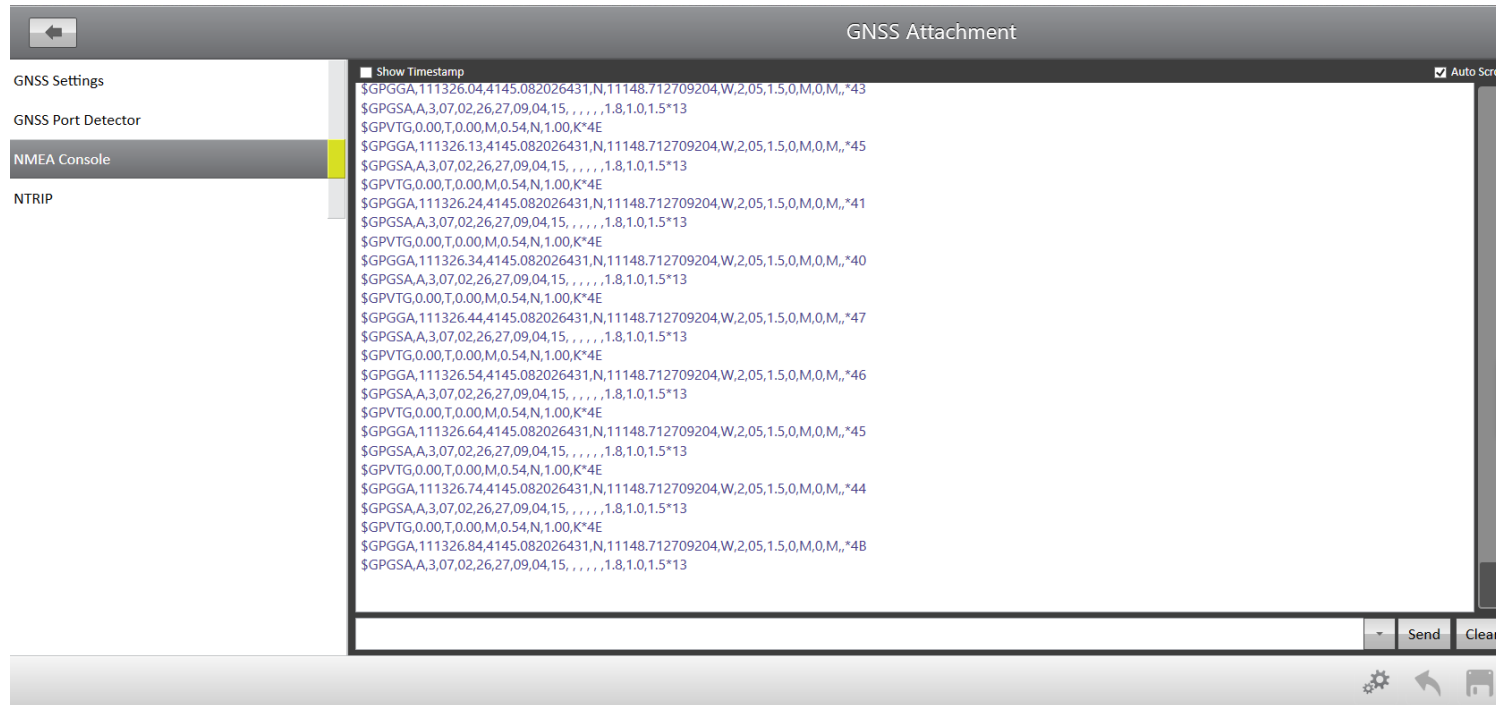 GNSS Attachment
GNSS Settings
GNSS Port Detector
NMEA Console
NTRIP
Show Timestamp
Auto Scro
$GPGGA,111326.04,4145.082026431,N,11148.712709204,W,2,05,1.5,0,M,0,M,,*43
$GPGSA,A,3,07,02,26,27,09,04,15, , , , , ,1.8,1.0,1.5*13
$GPVTG,0.00,T,0.00,M,0.54,N,1.00,K*4E
$GPGGA,111326.13,4145.082026431,N,11148.712709204,W,2,05,1.5,0,M,0,M,,*45
$GPGSA,A,3,07,02,26,27,09,04,15, , , , , ,1.8,1.0,1.5*13
$GPVTG,0.00,T,0.00,M,0.54,N,1.00,K*4E
$GPGGA,111326.24,4145.082026431,N,11148.712709204,W,2,05,1.5,0,M,0,M,,*41
$GPGSA,A,3,07,02,26,27,09,04,15, , , , , ,1.8,1.0,1.5*13
$GPVTG,0.00,T,0.00,M,0.54,N,1.00,K*4E
$GPGGA,111326.34,4145.082026431,N,11148.712709204,W,2,05,1.5,0,M,0,M,,*40
$GPGSA,A,3,07,02,26,27,09,04,15, , , , , ,1.8,1.0,1.5*13
$GPVTG,0.00,T,0.00,M,0.54,N,1.00,K*4E
$GPGGA,111326.44,4145.082026431,N,11148.712709204,W,2,05,1.5,0,M,0,M,,*47
$GPGSA,A,3,07,02,26,27,09,04,15, , , , , ,1.8,1.0,1.5*13
$GPVTG,0.00,T,0.00,M,0.54,N,1.00,K*4E
$GPGGA,111326.54,4145.082026431,N,11148.712709204,W,2,05,1.5,0,M,0,M,,*46
$GPGSA,A,3,07,02,26,27,09,04,15, , , , , ,1.8,1.0,1.5*13
$GPVTG,0.00,T,0.00,M,0.54,N,1.00,K*4E
$GPGGA,111326.64,4145.082026431,N,11148.712709204,W,2,05,1.5,0,M,0,M,,*45
$GPGSA,A,3,07,02,26,27,09,04,15, , , , , ,1.8,1.0,1.5*13
$GPVTG,0.00,T,0.00,M,0.54,N,1.00,K*4E
$GPGGA,111326.74,4145.082026431,N,11148.712709204,W,2,05,1.5,0,M,0,M,,*44
$GPGSA,A,3,07,02,26,27,09,04,15, , , , , ,1.8,1.0,1.5*13
$GPVTG,0.00,T,0.00,M,0.54,N,1.00,K*4E
$GPGGA,111326.84,4145.082026431,N,11148.712709204,W,2,05,1.5,0,M,0,M,,*4B
$GPGSA,A,3,07,02,26,27,09,04,15, , , , , ,1.8,1.0,1.5*13
Send
Clear